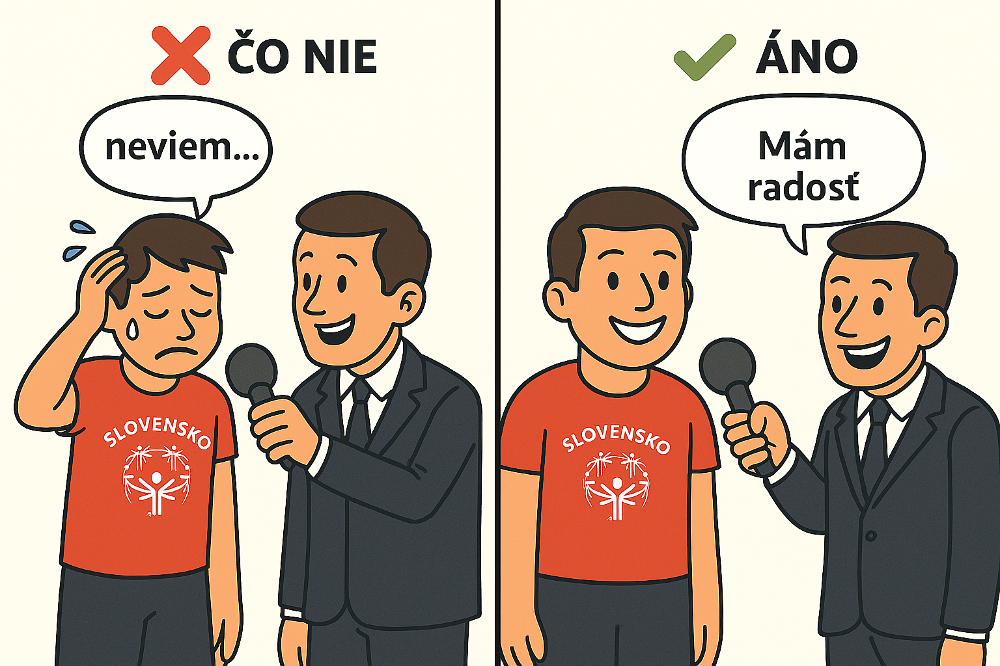 ČO NIE
neviem...
SLOVENSKO
ÁNO
Mám
radosť
SLOVENSKO